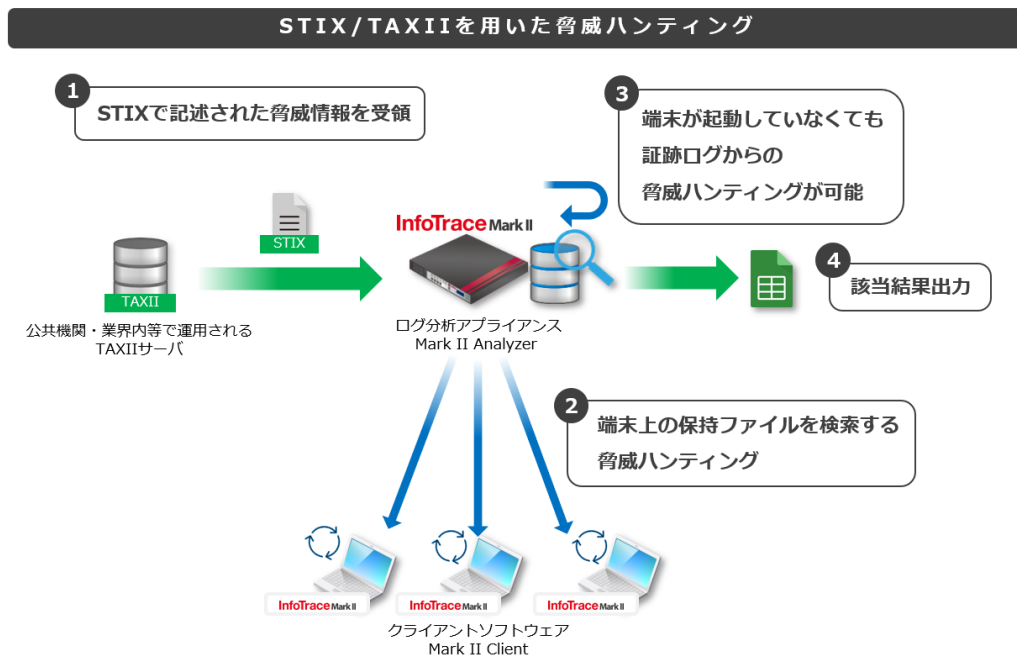 STIX/TAXIIを用いた脅威ハンティング
1
STIXで記述された脅威情報を受領
3
端末が起動していなくても
証跡ログからの
脅威ハンティングが可能
STIX
InfoTrace Mark II
TAXII
公共機関・業界内等で運用される
TAXIIサーバ
ログ分析アプライアンス
Mark II Analyzer
4
該当結果出力
2
端末上の保持ファイルを検索する
脅威ハンティング
InfoTrace Mark II
InfoTrace Mark II
InfoTrace Mark II
クライアントソフトウェア
Mark II Client